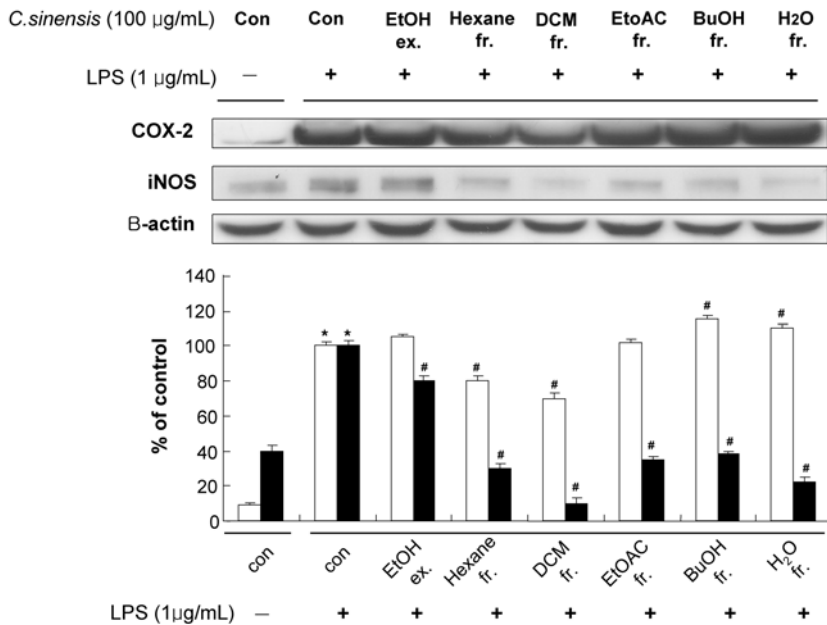 C.sinensis (100 µg/mL) Con Con EtOH Hexane DCM EtoAC BuOH H2O
ex. fr. fr. fr. fr. fr.
LPS (1 µg/mL) – + + + + + + +
COX-2
iNOS
B-actin
140
120
100
80
60
40
20
0
% of control
* * # # # # # # # # # #
con con EtOH ex. Hexane fr. DCM fr. EtOAC fr. BuOH fr. H2O fr.
LPS (1µg/mL) – + + + + + + +